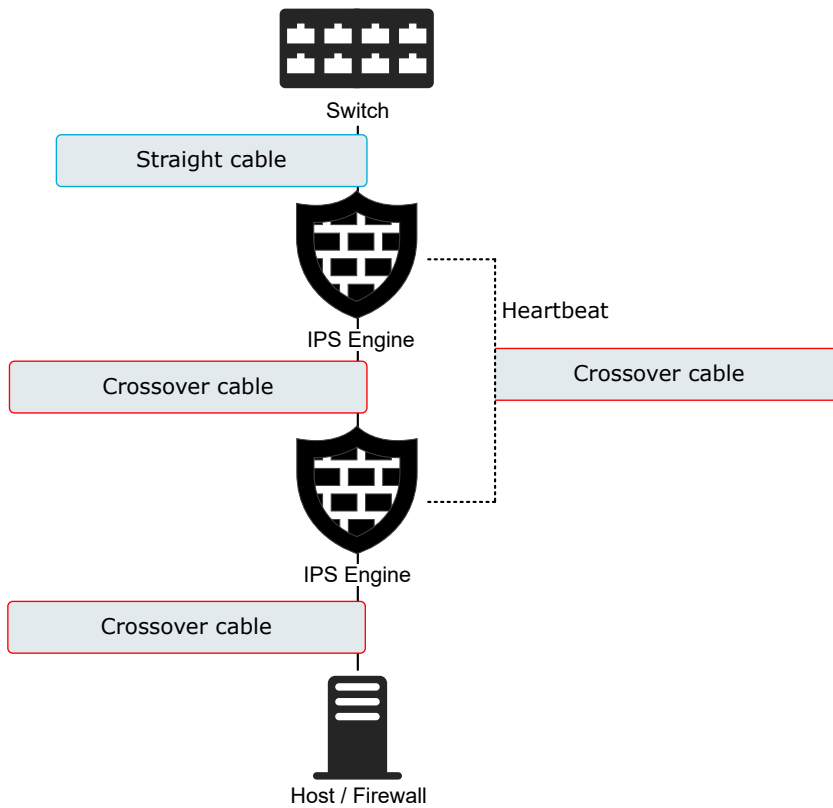 Switch
Straight cable
IPS Engine
Heartbeat
Crossover cable
Crossover cable
IPS Engine
Crossover cable
Host / Firewall